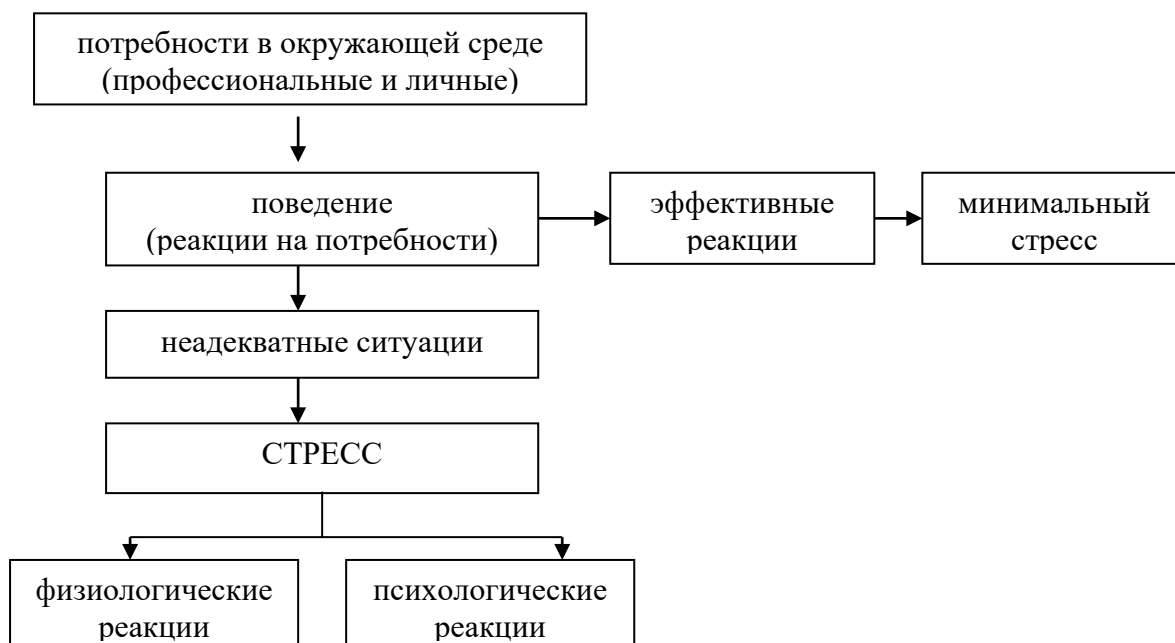 потребности в окружающей среде
(профессиональные и личные)
поведение
(реакции на потребности)
эффективные
реакции
минимальный
стресс
неадекватные ситуации
СТРЕСС
физиологические
реакции
психологические
реакции